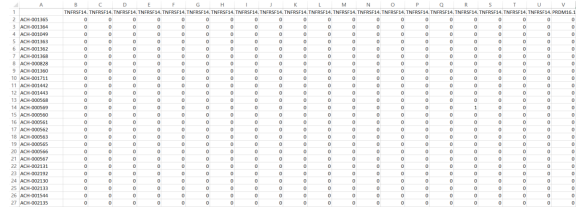 A B C D E F G H I J K L M N O P Q R S T U V
1 TNFRSF14. TNFRSF14. TNFRSF14. TNFRSF14. TNFRSF14. TNFRSF14. TNFRSF14. TNFRSF14. TNFRSF14. TNFRSF14. TNFRSF14. TNFRSF14. TNFRSF14. TNFRSF14. TNFRSF14. TNFRSF14. TNFRSF14. TNFRSF14. TNFRSF14. TNFRSF14. PRDM16.1
2 ACH-001365 0 0 0 0 0 0 0 0 0 0 0 0 0 0 0 0 0 0 0 0 0
3 ACH-001364 0 0 0 0 0 0 0 0 0 0 0 0 0 0 0 0 0 0 0 0 0
4 ACH-001049 0 0 0 0 0 0 0 0 0 0 0 0 0 0 0 0 0 0 0 0 0
5 ACH-001363 0 0 0 0 0 0 0 0 0 0 0 0 0 0 0 0 0 0 0 0 0
6 ACH-001362 0 0 0 0 0 0 0 0 0 0 0 0 0 0 0 0 0 0 0 0 0
7 ACH-001368 0 0 0 0 0 0 0 0 0 0 0 0 0 0 0 0 0 0 0 0 0
8 ACH-000828 0 0 0 0 0 0 0 0 0 0 0 0 0 0 0 0 0 0 0 0 0
9 ACH-001360 0 0 0 0 0 0 0 0 0 0 0 0 0 0 0 0 0 0 0 0 0
10 ACH-001711 0 0 0 0 0 0 0 0 0 0 0 0 0 0 0 0 0 0 0 0 0
11 ACH-001442 0 0 0 0 0 0 0 0 0 0 0 0 0 0 0 0 0 0 0 0 0
12 ACH-001443 0 0 0 0 0 0 0 0 0 0 0 0 0 0 0 0 0 0 0 0 0
13 ACH-000568 0 0 0 0 0 0 0 0 0 0 0 0 0 0 0 0 0 0 0 0 0
14 ACH-000569 0 0 0 0 0 0 0 0 0 0 0 0 0 0 0 0 0 1 0 0 0
15 ACH-000560 0 0 0 0 0 0 0 0 0 0 0 0 0 0 0 0 0 0 0 0 0
16 ACH-000561 0 0 0 0 0 0 0 0 0 0 0 0 0 0 0 0 0 0 0 0 0
17 ACH-000562 0 0 0 0 0 0 0 0 0 0 0 0 0 0 0 0 0 0 0 0 0
18 ACH-000563 0 0 0 0 0 0 0 0 0 0 0 0 0 0 0 0 0 0 0 0 0
19 ACH-000565 0 0 0 0 0 0 0 0 0 0 0 0 0 0 0 0 0 0 0 0 0
20 ACH-000566 0 0 0 0 0 0 0 0 0 0 0 0 0 0 0 0 0 0 0 0 0
21 ACH-000567 0 0 0 0 0 0 0 0 0 0 0 0 0 0 0 0 0 0 0 0 0
22 ACH-002131 0 0 0 0 0 0 0 0 0 0 0 0 0 0 0 0 0 0 0 0 0
23 ACH-002192 0 0 0 0 0 0 0 0 0 0 0 0 0 0 0 0 0 0 0 0 0
24 ACH-002130 0 0 0 0 0 0 0 0 0 0 0 0 0 0 0 0 0 0 0 0 0
25 ACH-002133 0 0 0 0 0 0 0 0 0 0 0 0 0 0 0 0 0 0 0 0 0
26 ACH-001544 0 0 0 0 0 0 0 0 0 0 0 0 0 0 0 0 0 0 0 0 0
27 ACH-002135 0 0 0 0 0 0 0 0 0 0 0 0 0 0 0 0 0 0 0 0 0